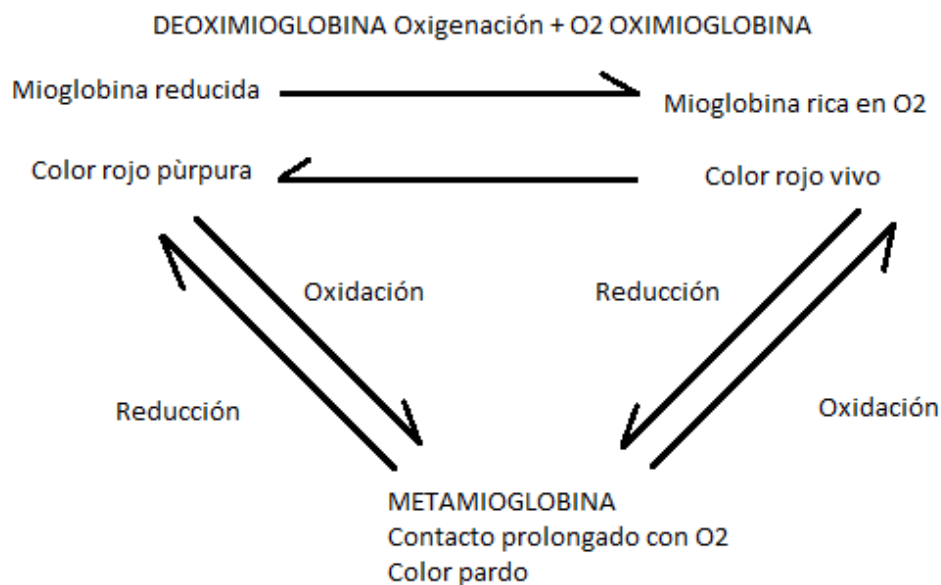 DEOXIMIOGLOBINA Oxigenación + O2 OXIMIOGLOBINA
Mioglobina reducida
Mioglobina rica en O2
Color rojo pùrpura
Color rojo vivo
Oxidación
Reducción
Reducción
Oxidación
METAMIOGLOBINA
Contacto prolongado con O2
Color pardo